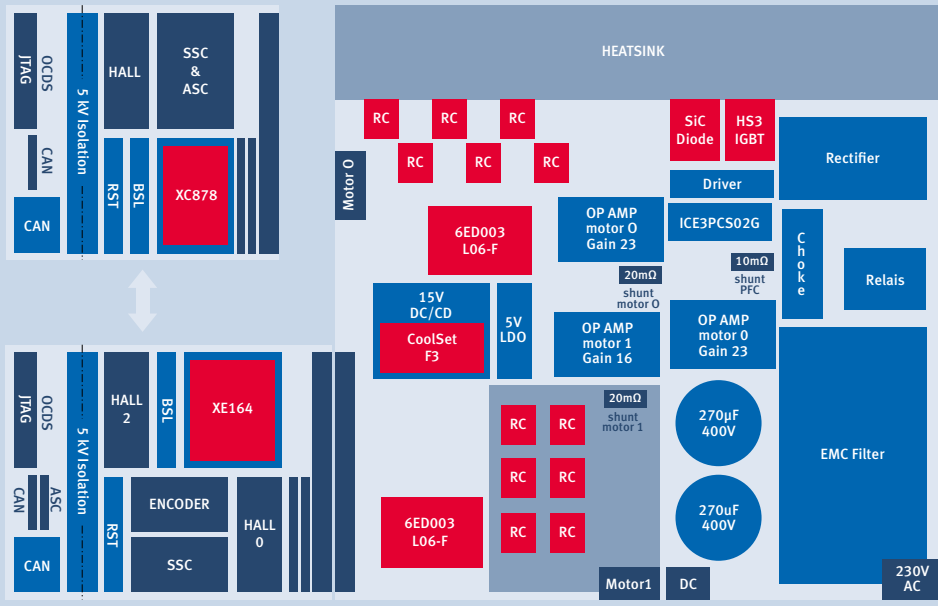 JTAG
OCDS
CAN
CAN
5 kV Isolation
HALL
SSC
&
ASC
RST
BSL
XC878
JTAG
OCDS
CAN
ASC
CAN
5 kV Isolation
HALL
2
BSL
XE164
RST
ENCODER
SSC
HALL
0
HEATSINK
RC
RC
RC
RC
RC
RC
Motor O
SiC
Diode
HS3
IGBT
Rectifier
Driver
ICE3PCS02G
6ED003
L06-F
OP AMP
motor O
Gain 23
Choke
20mΩ
shunt
motor O
10mΩ
shunt
PFC
Relais
15V
DC/CD
CoolSet
F3
5V
LDO
OP AMP
motor 1
Gain 16
OP AMP
motor 0
Gain 23
20mΩ
shunt
motor 1
RC
RC
RC
RC
RC
RC
270µF
400V
270uF
400V
EMC Filter
6ED003
L06-F
Motor1
DC
230V
AC